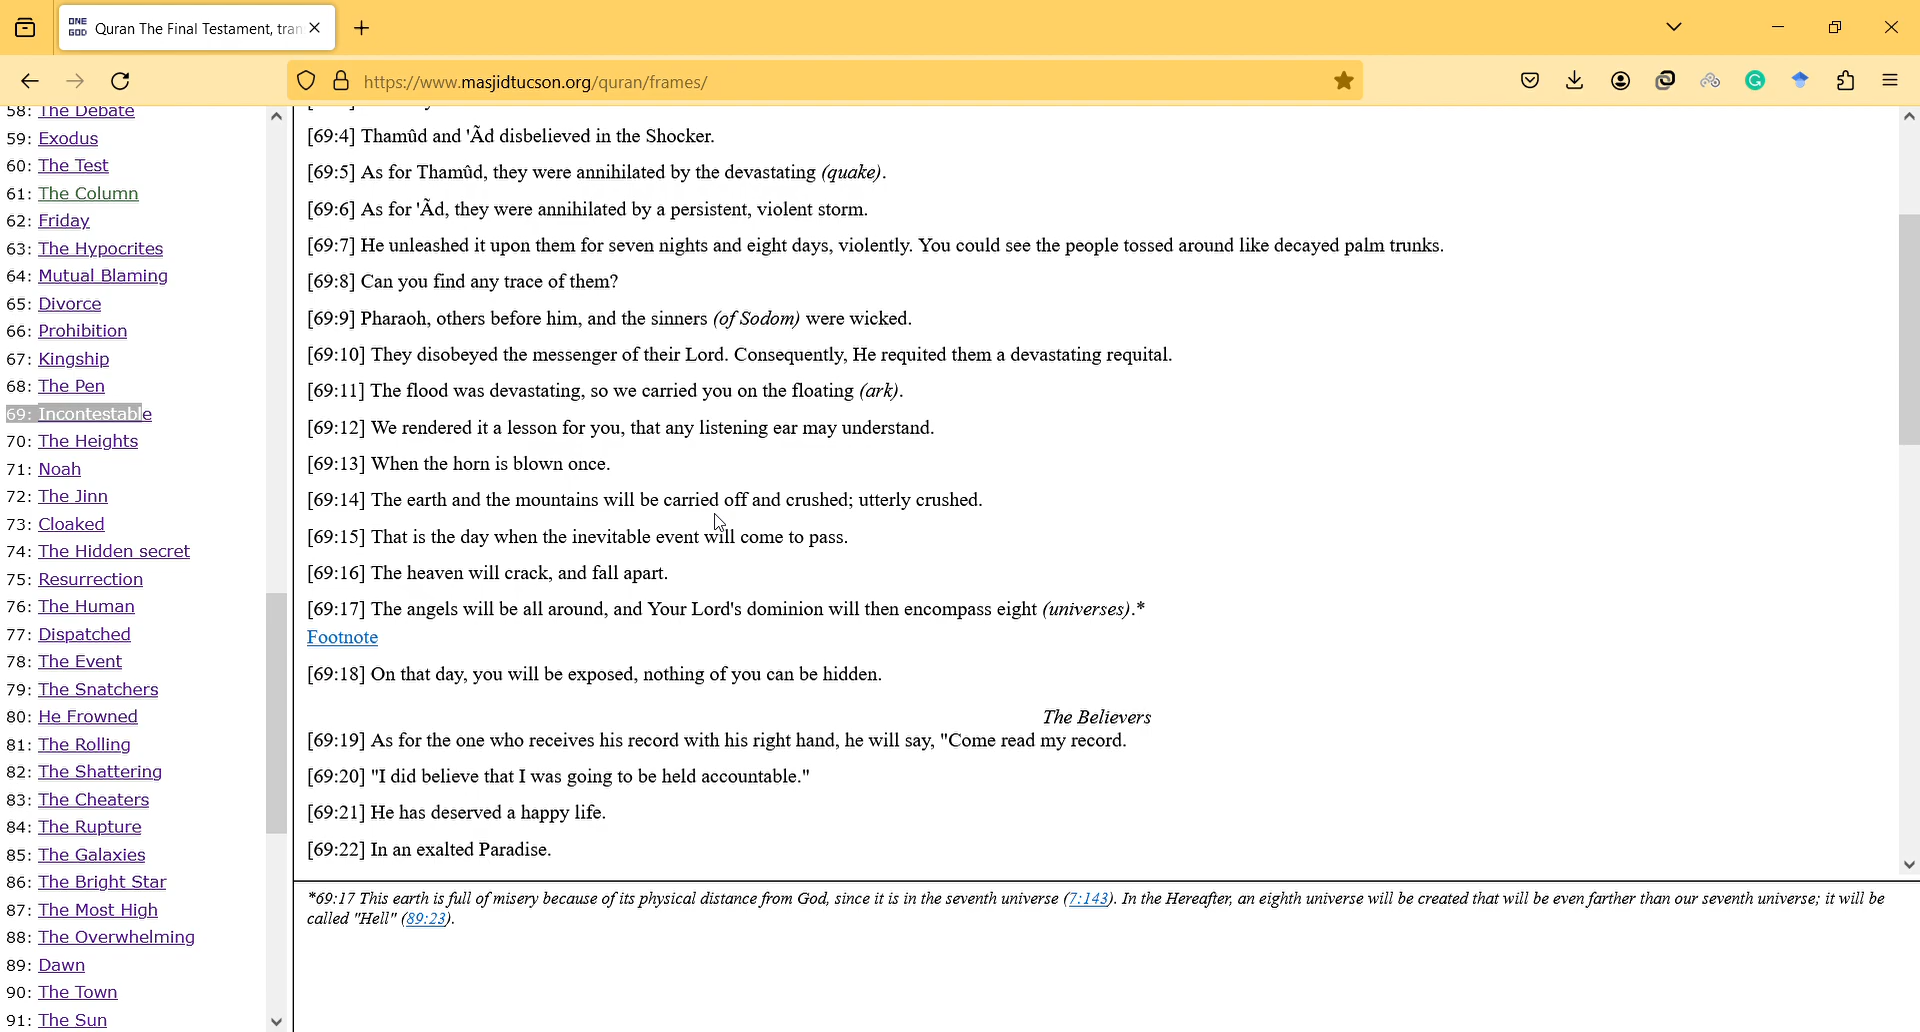 ONE GOD Quran The Final Testament, tran
https://www.masjidtucson.org/quran/frames/
58: The Debate
59: Exodus
60: The Test
61: The Column
62: Friday
63: The Hypocrites
64: Mutual Blaming
65: Divorce
66: Prohibition
67: Kingship
68: The Pen
69: Incontestable
70: The Heights
71: Noah
72: The Jinn
73: Cloaked
74: The Hidden secret
75: Resurrection
76: The Human
77: Dispatched
78: The Event
79: The Snatchers
80: He Frowned
81: The Rolling
82: The Shattering
83: The Cheaters
84: The Rupture
85: The Galaxies
86: The Bright Star
87: The Most High
88: The Overwhelming
89: Dawn
90: The Town
91: The Sun
[69:4] Thamûd and 'Ãd disbelieved in the Shocker.
[69:5] As for Thamûd, they were annihilated by the devastating (quake).
[69:6] As for 'Ãd, they were annihilated by a persistent, violent storm.
[69:7] He unleashed it upon them for seven nights and eight days, violently. You could see the people tossed around like decayed palm trunks.
[69:8] Can you find any trace of them?
[69:9] Pharaoh, others before him, and the sinners (of Sodom) were wicked.
[69:10] They disobeyed the messenger of their Lord. Consequently, He requited them a devastating requital.
[69:11] The flood was devastating, so we carried you on the floating (ark).
[69:12] We rendered it a lesson for you, that any listening ear may understand.
[69:13] When the horn is blown once.
[69:14] The earth and the mountains will be carried off and crushed; utterly crushed.
[69:15] That is the day when the inevitable event will come to pass.
[69:16] The heaven will crack, and fall apart.
[69:17] The angels will be all around, and Your Lord's dominion will then encompass eight (universes).*
Footnote
[69:18] On that day, you will be exposed, nothing of you can be hidden.
The Believers
[69:19] As for the one who receives his record with his right hand, he will say, "Come read my record.
[69:20] "I did believe that I was going to be held accountable."
[69:21] He has deserved a happy life.
[69:22] In an exalted Paradise.
*69:17 This earth is full of misery because of its physical distance from God, since it is in the seventh universe (7:143). In the Hereafter, an eighth universe will be created that will be even farther than our seventh universe; it will be
called "Hell" (89:23).